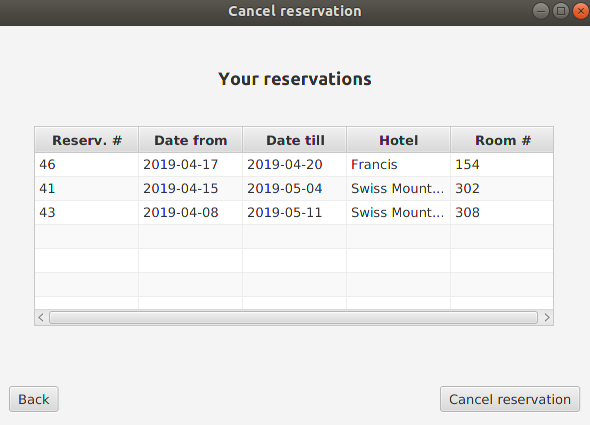 Cancel reservation
Your reservations
Reserv. # Date from Date till Hotel Room #
46 2019-04-17 2019-04-20 Francis 154
41 2019-04-15 2019-05-04 Swiss Mount... 302
43 2019-04-08 2019-05-11 Swiss Mount... 308
Back Cancel reservation